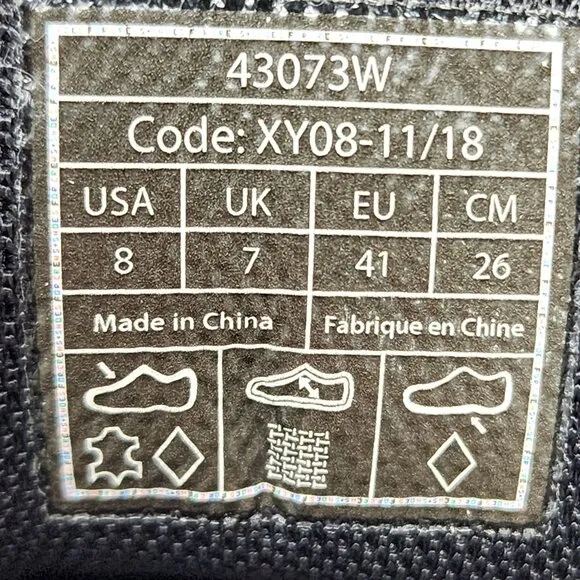 43073W
Code: XY08-11/18
USA UK EU CM
8 7 41 26
Made in China Fabrique en Chine